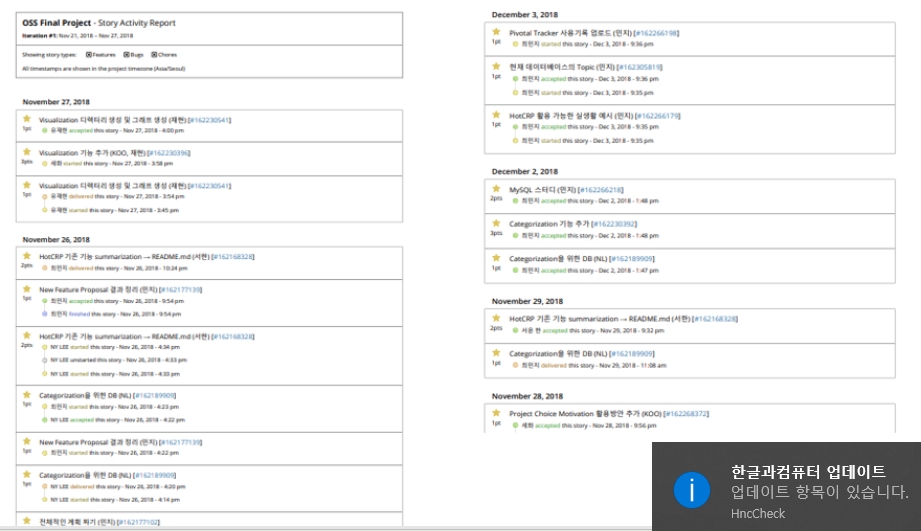 OSS Final Project - Story Activity Report
Iteration #1: Nov 21, 2018 – Nov 27, 2018
Showing story types: Features Bugs Chores
All timestamps are shown in the project timezone (Asia/Seoul)
November 27, 2018
Visualization 디렉터리 생성 및 그래프 생성 (재현) [#162230541]
1pt
유재현 accepted this story - Nov 27, 2018 - 4:00 pm
Visualization 기능 추가 (KOO, 재현) [#162230396]
3pts
세희 started this story - Nov 27, 2018 - 3:58 pm
Visualization 디렉터리 생성 및 그래프 생성 (재현) [#162230541]
1pt
유재현 delivered this story - Nov 27, 2018 - 3:54 pm
유재현 started this story - Nov 27, 2018 - 3:45 pm
November 26, 2018
HotCRP 기존 기능 summarization → README.md (서현) [#162168328]
2pts
최민지 delivered this story - Nov 26, 2018 - 10:24 pm
New Feature Proposal 결과 정리 (민지) [#162177139]
1pt
최민지 accepted this story - Nov 26, 2018 - 9:54 pm
최민지 finished this story - Nov 26, 2018 - 9:54 pm
HotCRP 기존 기능 summarization → README.md (서현) [#162168328]
2pts
NY LEE started this story - Nov 26, 2018 - 4:34 pm
NY LEE unstarted this story - Nov 26, 2018 - 4:33 pm
NY LEE started this story - Nov 26, 2018 - 4:33 pm
Categorization을 위한 DB (NL) [#162189909]
1pt
최민지 started this story - Nov 26, 2018 - 4:23 pm
NY LEE accepted this story - Nov 26, 2018 - 4:22 pm
New Feature Proposal 결과 정리 (민지) [#162177139]
1pt
최민지 started this story - Nov 26, 2018 - 4:22 pm
Categorization을 위한 DB (NL) [#162189909]
1pt
NY LEE delivered this story - Nov 26, 2018 - 4:20 pm
NY LEE started this story - Nov 26, 2018 - 4:14 pm
전체적인 계획 짜기 (민지) [#162177102]
December 3, 2018
Pivotal Tracker 사용기록 업로드 (민지) [#162266198]
1pt
최민지 started this story - Dec 3, 2018 - 9:36 pm
현재 데이터베이스의 Topic (민지) [#162305819]
1pt
최민지 accepted this story - Dec 3, 2018 - 9:36 pm
최민지 started this story - Dec 3, 2018 - 9:35 pm
HotCRP 활용 가능한 실생활 예시 (민지) [#162266179]
1pt
최민지 accepted this story - Dec 3, 2018 - 9:35 pm
최민지 started this story - Dec 3, 2018 - 9:35 pm
December 2, 2018
MySQL 스터디 (민지) [#162266218]
2pts
최민지 accepted this story - Dec 2, 2018 - 1:48 pm
Categorization 기능 추가 [#162230392]
3pts
최민지 accepted this story - Dec 2, 2018 - 1:48 pm
Categorization을 위한 DB (NL) [#162189909]
1pt
최민지 accepted this story - Dec 2, 2018 - 1:47 pm
November 29, 2018
HotCRP 기존 기능 summarization → README.md (서현) [#162168328]
2pts
서윤 한 accepted this story - Nov 29, 2018 - 9:32 pm
Categorization을 위한 DB (NL) [#162189909]
1pt
최민지 delivered this story - Nov 29, 2018 - 11:08 am
November 28, 2018
Project Choice Motivation 활용방안 추가 (KOO) [#162268372]
1pt
세희 accepted this story - Nov 28, 2018 - 9:56 pm
한글과컴퓨터 업데이트
업데이트 항목이 있습니다.
HncCheck